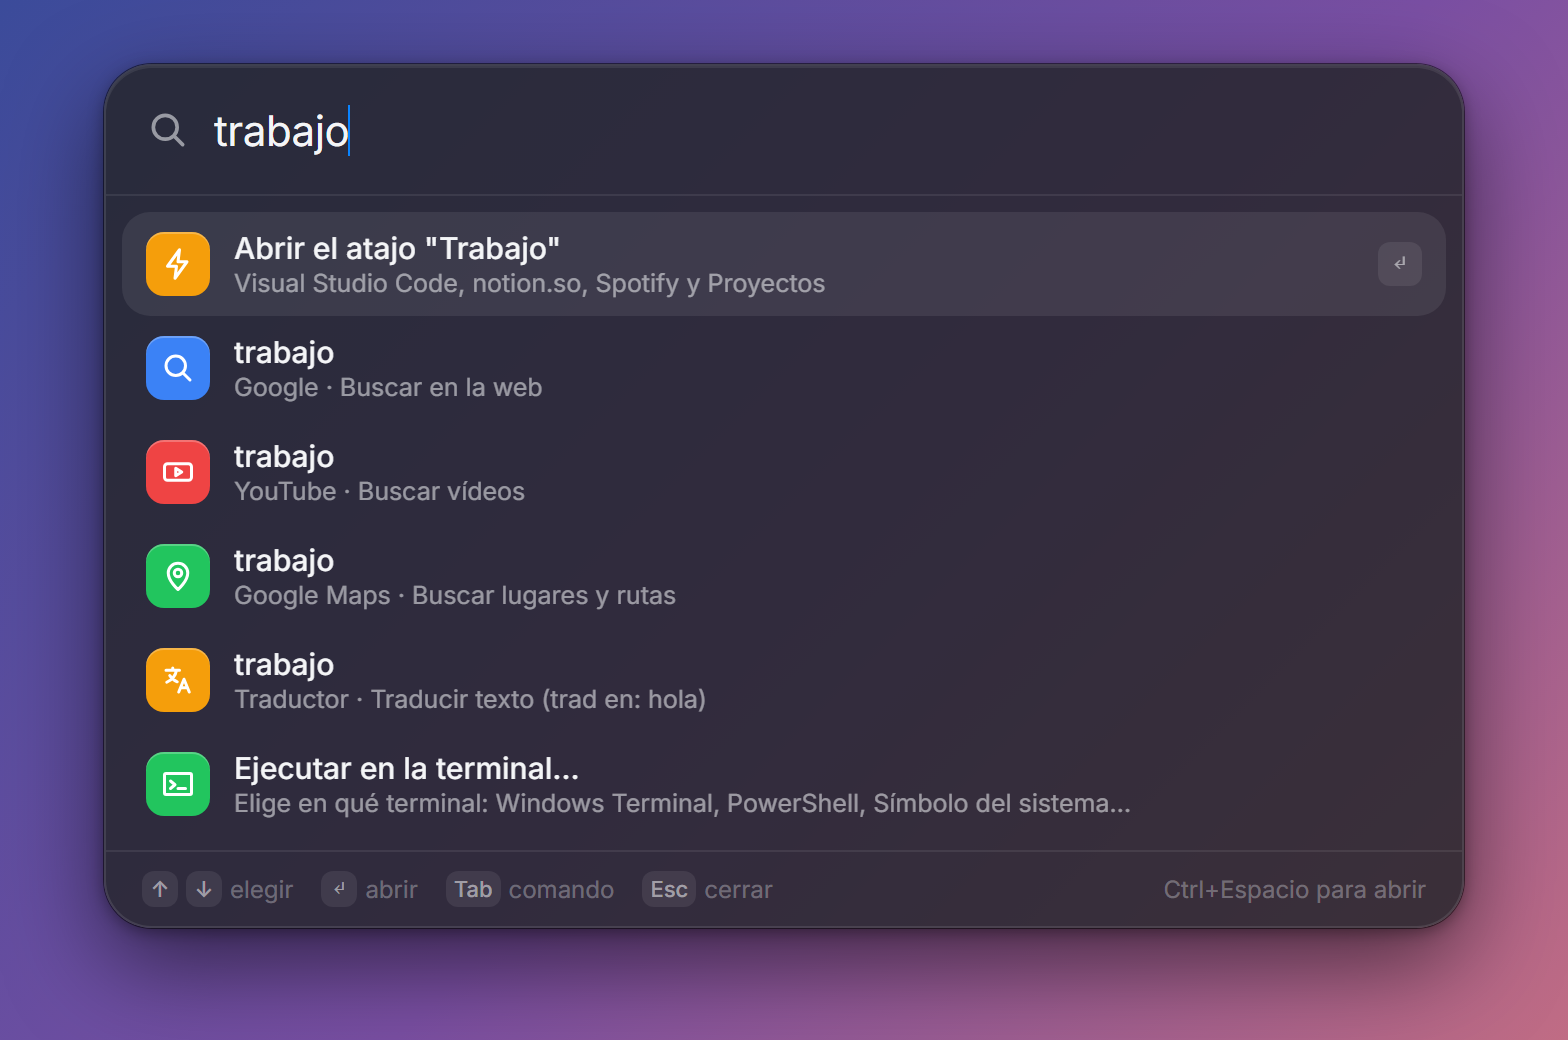 trabajo
Abrir el atajo "Trabajo"
Visual Studio Code, notion.so, Spotify y Proyectos
trabajo
Google · Buscar en la web
trabajo
YouTube · Buscar vídeos
trabajo
Google Maps · Buscar lugares y rutas
trabajo
Traductor · Traducir texto (trad en: hola)
Ejecutar en la terminal...
Elige en qué terminal: Windows Terminal, PowerShell, Símbolo del sistema...
↑ ↓ elegir ↵ abrir Tab comando Esc cerrar Ctrl+Espacio para abrir